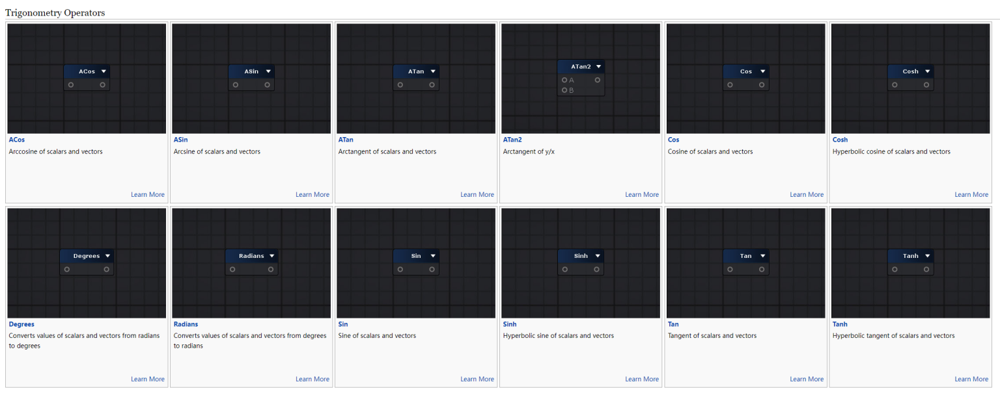 Trigonometry Operators
ACos
ASin
ATan
ATan2
A
B
Cos
Cosh
ACos
Arccosine of scalars and vectors
Learn More
ASin
Arcsine of scalars and vectors
Learn More
ATan
Arctangent of scalars and vectors
Learn More
ATan2
Arctangent of y/x
Learn More
Cos
Cosine of scalars and vectors
Learn More
Cosh
Hyperbolic cosine of scalars and vectors
Learn More
Degrees
Radians
Sin
Sinh
Tan
Tanh
Degrees
Converts values of scalars and vectors from radians
to degrees
Learn More
Radians
Converts values of scalars and vectors from degrees
to radians
Learn More
Sin
Sine of scalars and vectors
Learn More
Sinh
Hyperbolic sine of scalars and vectors
Learn More
Tan
Tangent of scalars and vectors
Learn More
Tanh
Hyperbolic tangent of scalars and vectors
Learn More